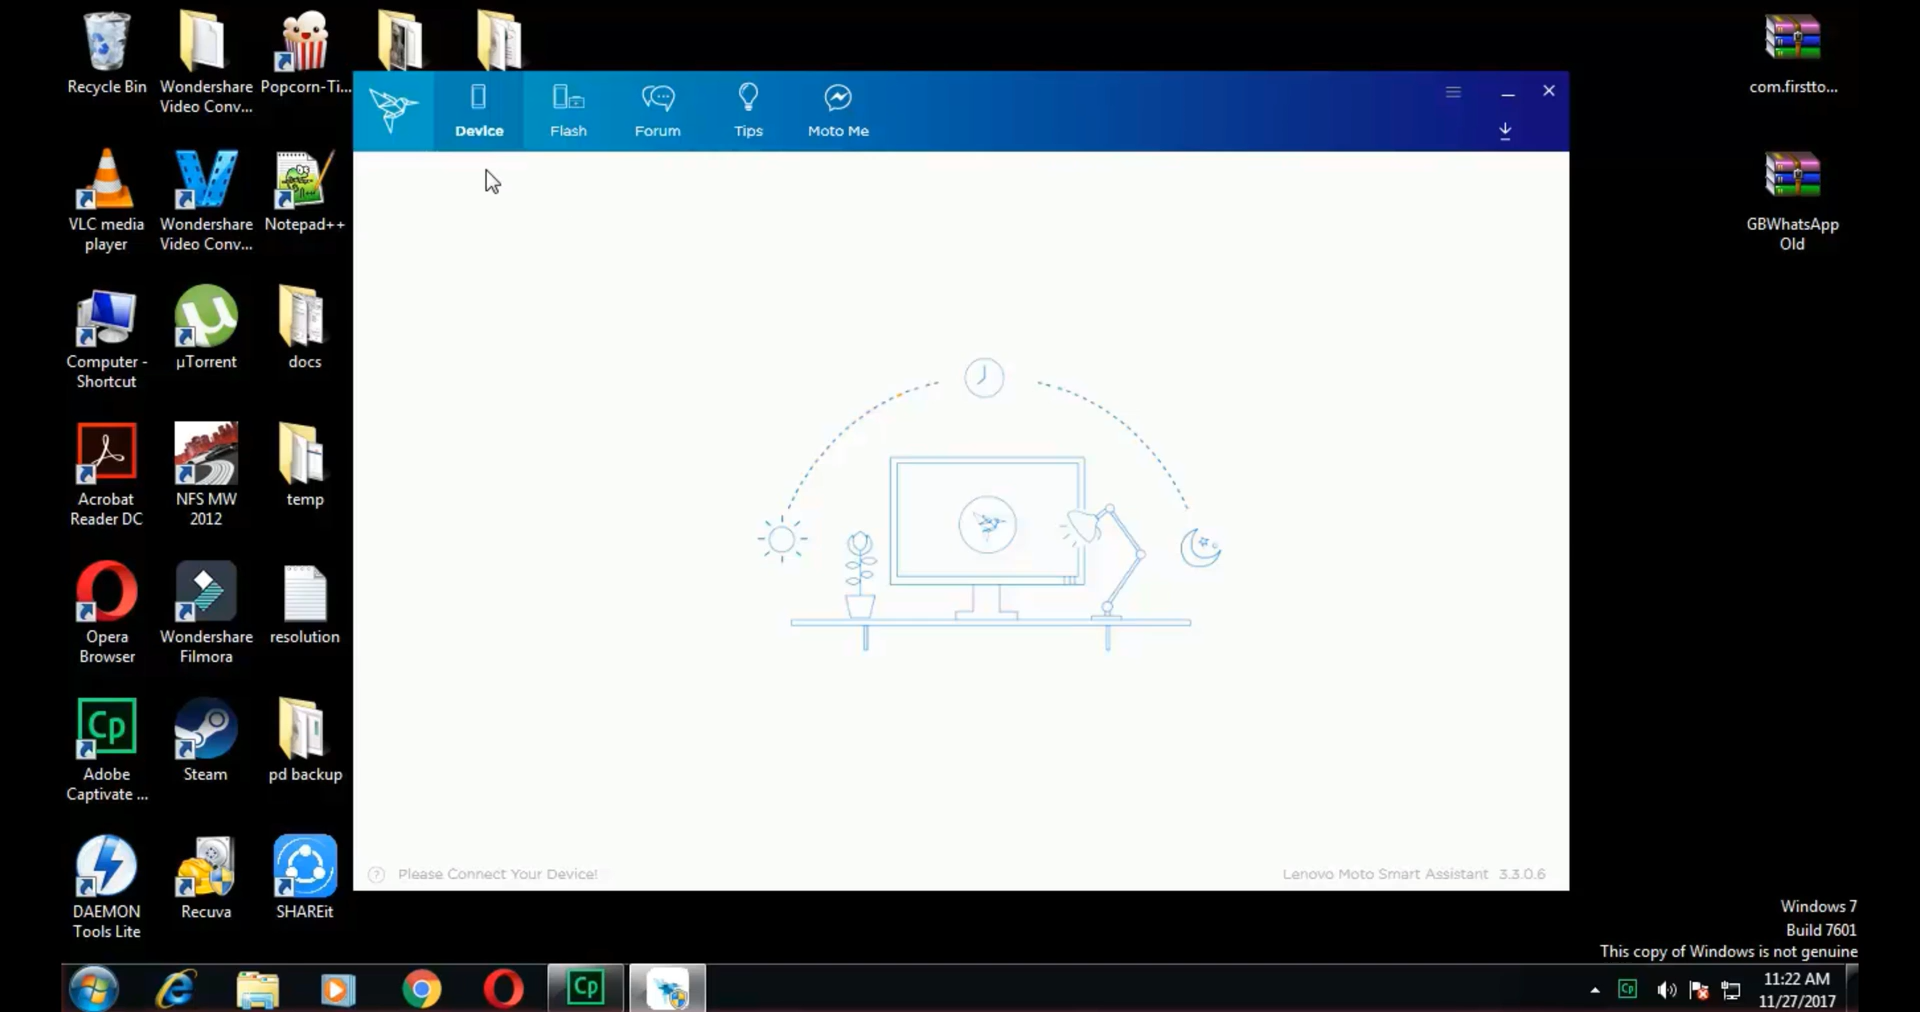 Recycle Bin
Wondershare
Video Conv...
Popcorn-Ti...
com.firstto...
Device
Flash
Forum
Tips
Moto Me
VLC media
player
Wondershare
Video Conv...
Notepad++
GBWhatsApp
Old
Computer -
Shortcut
µTorrent
docs
Acrobat
Reader DC
NFS MW
2012
temp
Opera
Browser
Wondershare
Filmora
resolution
Cp
Adobe
Captivate ...
Steam
pd backup
DAEMON
Tools Lite
Recuva
SHAREit
Please Connect Your Device!
Lenovo Moto Smart Assistant 3.3.0.6
Windows 7
Build 7601
This copy of Windows is not genuine
Cp
Cp
11:22 AM
11/27/2017